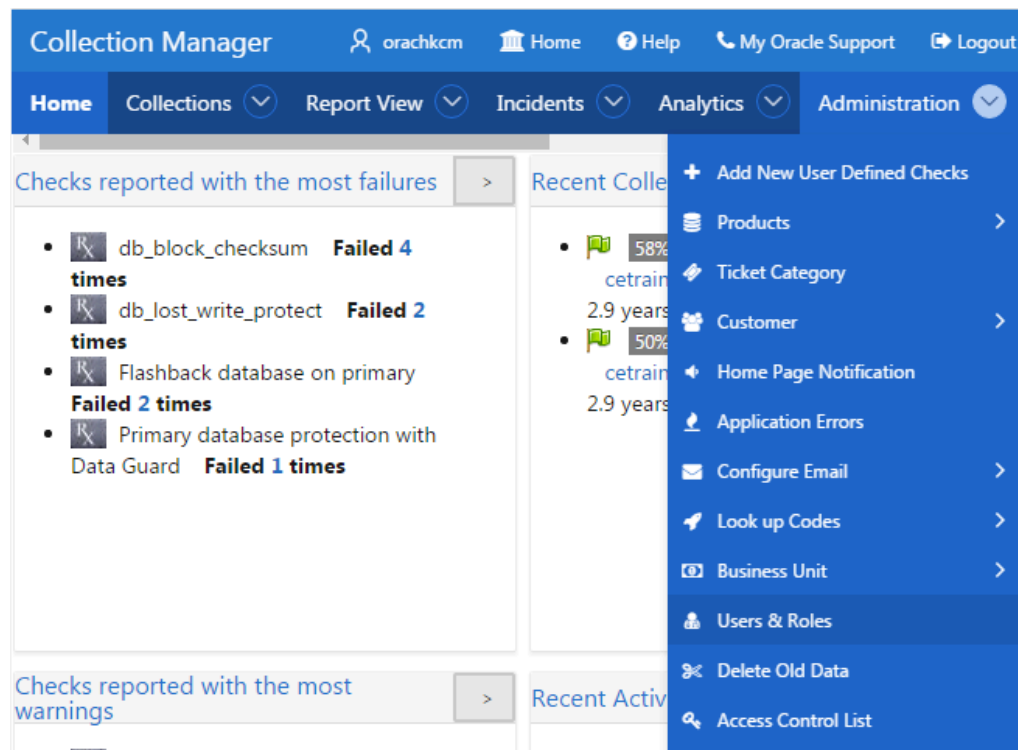 Collection Manager orachkcm Home Help My Oracle Support Logout
Home Collections Report View Incidents Analytics Administration
Checks reported with the most failures >
db_block_checksum Failed 4
times
db_lost_write_protect Failed 2
times
Flashback database on primary
Failed 2 times
Primary database protection with
Data Guard Failed 1 times
Recent Colle
58%
cetrain
2.9 years
50%
cetrain
2.9 years
Add New User Defined Checks
Products
Ticket Category
Customer
Home Page Notification
Application Errors
Configure Email
Look up Codes
Business Unit
Users & Roles
Delete Old Data
Access Control List
Checks reported with the most
warnings >
Recent Activ